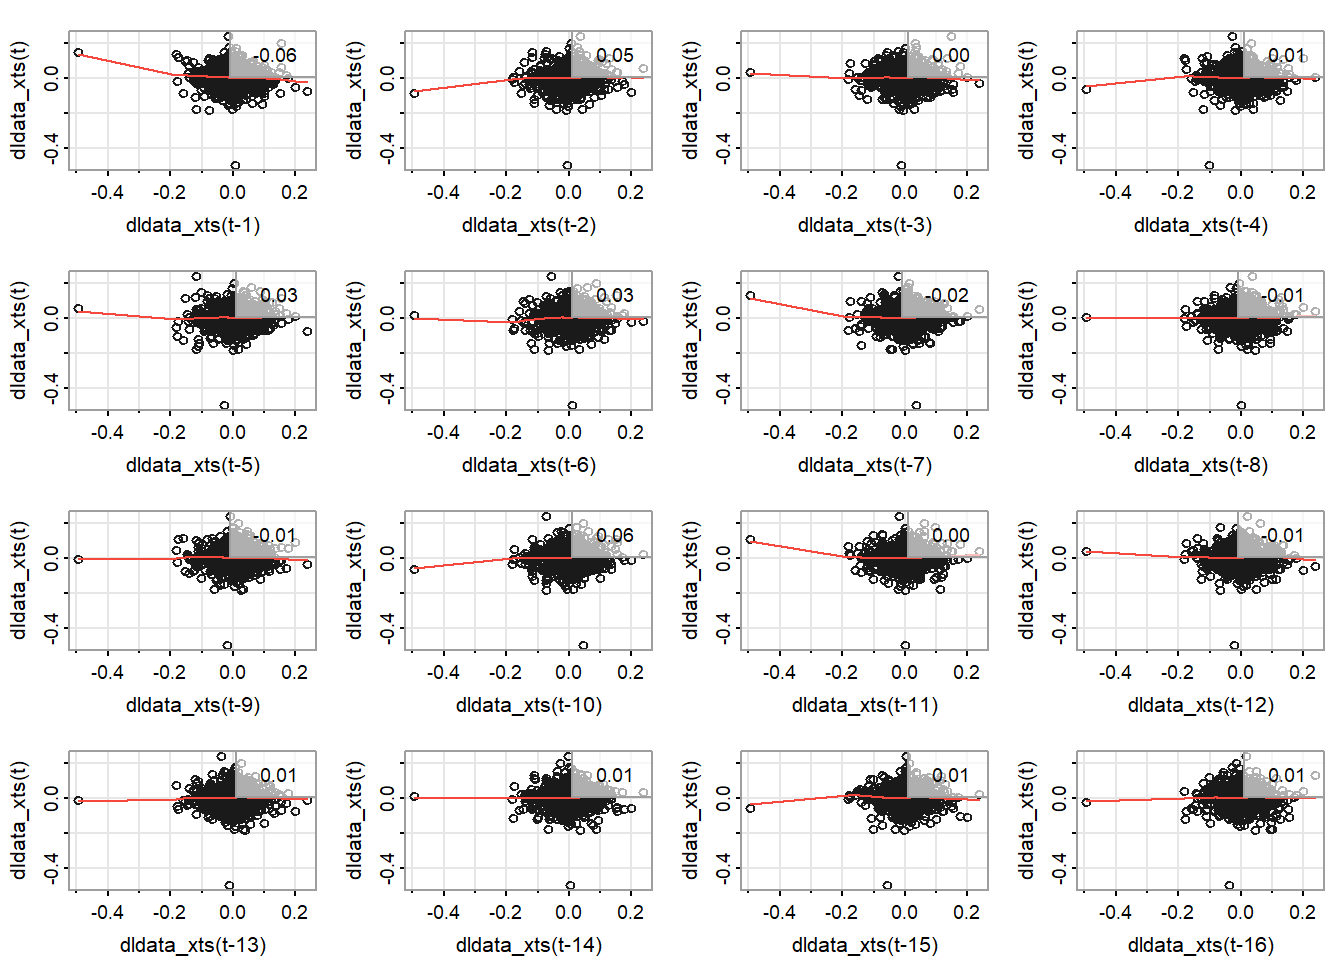 dldata_xts(t)
0.0
-0.4
-0.06
-0.4 -0.2 0.0 0.2
dldata_xts(t-1)
dldata_xts(t)
0.0
-0.4
0.05
-0.4 -0.2 0.0 0.2
dldata_xts(t-2)
dldata_xts(t)
0.0
-0.4
0.00
-0.4 -0.2 0.0 0.2
dldata_xts(t-3)
dldata_xts(t)
0.0
-0.4
0.01
-0.4 -0.2 0.0 0.2
dldata_xts(t-4)
dldata_xts(t)
0.0
-0.4
0.03
-0.4 -0.2 0.0 0.2
dldata_xts(t-5)
dldata_xts(t)
0.0
-0.4
0.03
-0.4 -0.2 0.0 0.2
dldata_xts(t-6)
dldata_xts(t)
0.0
-0.4
-0.02
-0.4 -0.2 0.0 0.2
dldata_xts(t-7)
dldata_xts(t)
0.0
-0.4
-0.01
-0.4 -0.2 0.0 0.2
dldata_xts(t-8)
dldata_xts(t)
0.0
-0.4
-0.01
-0.4 -0.2 0.0 0.2
dldata_xts(t-9)
dldata_xts(t)
0.0
-0.4
0.06
-0.4 -0.2 0.0 0.2
dldata_xts(t-10)
dldata_xts(t)
0.0
-0.4
0.00
-0.4 -0.2 0.0 0.2
dldata_xts(t-11)
dldata_xts(t)
0.0
-0.4
-0.01
-0.4 -0.2 0.0 0.2
dldata_xts(t-12)
dldata_xts(t)
0.0
-0.4
0.01
-0.4 -0.2 0.0 0.2
dldata_xts(t-13)
dldata_xts(t)
0.0
-0.4
0.01
-0.4 -0.2 0.0 0.2
dldata_xts(t-14)
dldata_xts(t)
0.0
-0.4
0.01
-0.4 -0.2 0.0 0.2
dldata_xts(t-15)
dldata_xts(t)
0.0
-0.4
0.01
-0.4 -0.2 0.0 0.2
dldata_xts(t-16)